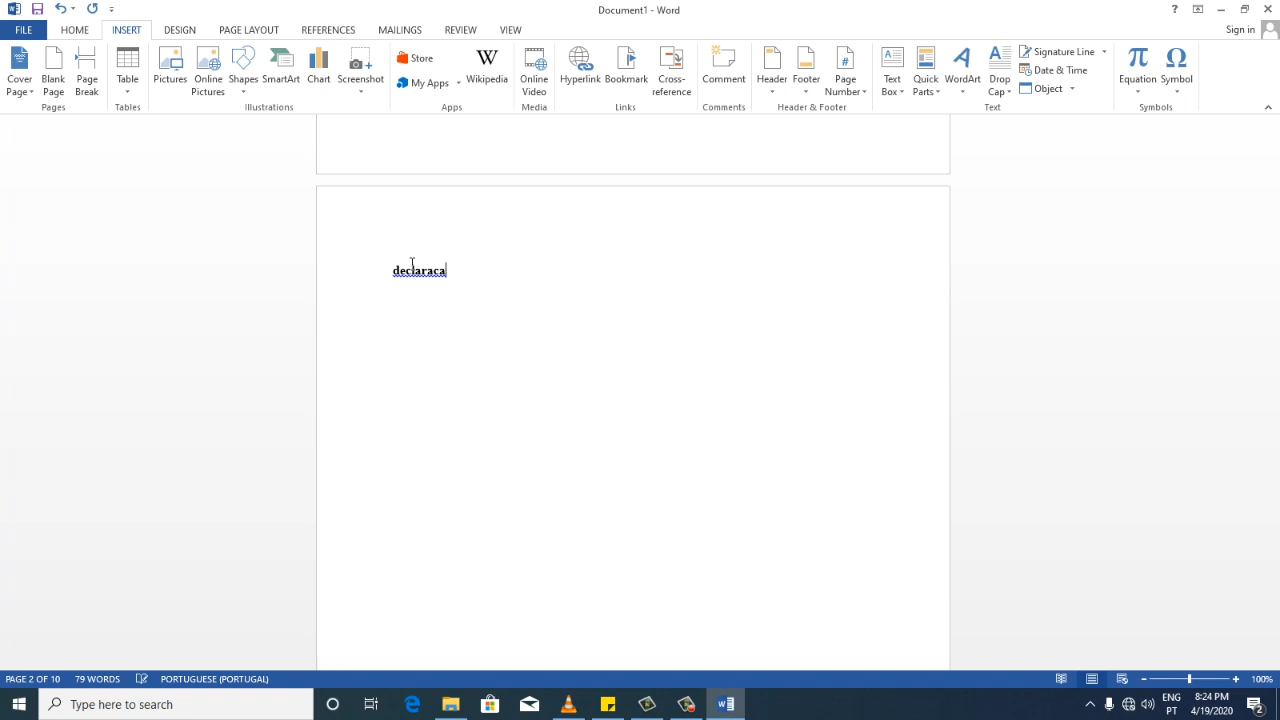 Document1 - Word
Sign in
FILE HOME INSERT DESIGN PAGE LAYOUT REFERENCES MAILINGS REVIEW VIEW
Cover Page
Blank Page
Page Break
Pages
Table
Tables
Pictures
Online Pictures
Shapes
SmartArt
Chart
Screenshot
Illustrations
Store
My Apps
Wikipedia
Apps
Online Video
Media
Hyperlink
Bookmark
Cross-reference
Links
Comment
Comments
Header
Footer
Page Number
Header & Footer
Text Box
Quick Parts
WordArt
Drop Cap
Signature Line
Date & Time
Object
Text
Equation
Symbol
Symbols
declaraca
PAGE 2 OF 10 79 WORDS PORTUGUESE (PORTUGAL) 100%
Type here to search
ENG
PT
8:24 PM
4/19/2020
2